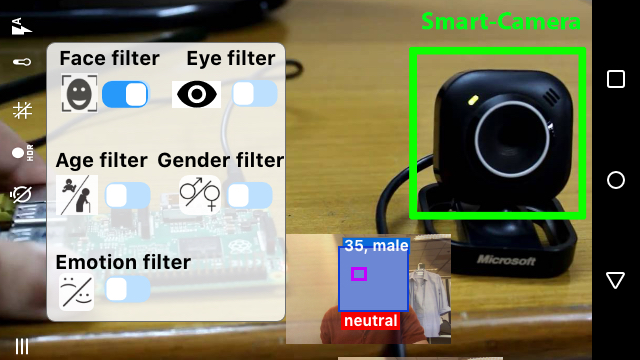 Smart-Camera
A
HDR
Face filter
Eye filter
Age filter
Gender filter
Emotion filter
35, male
neutral
Microsoft